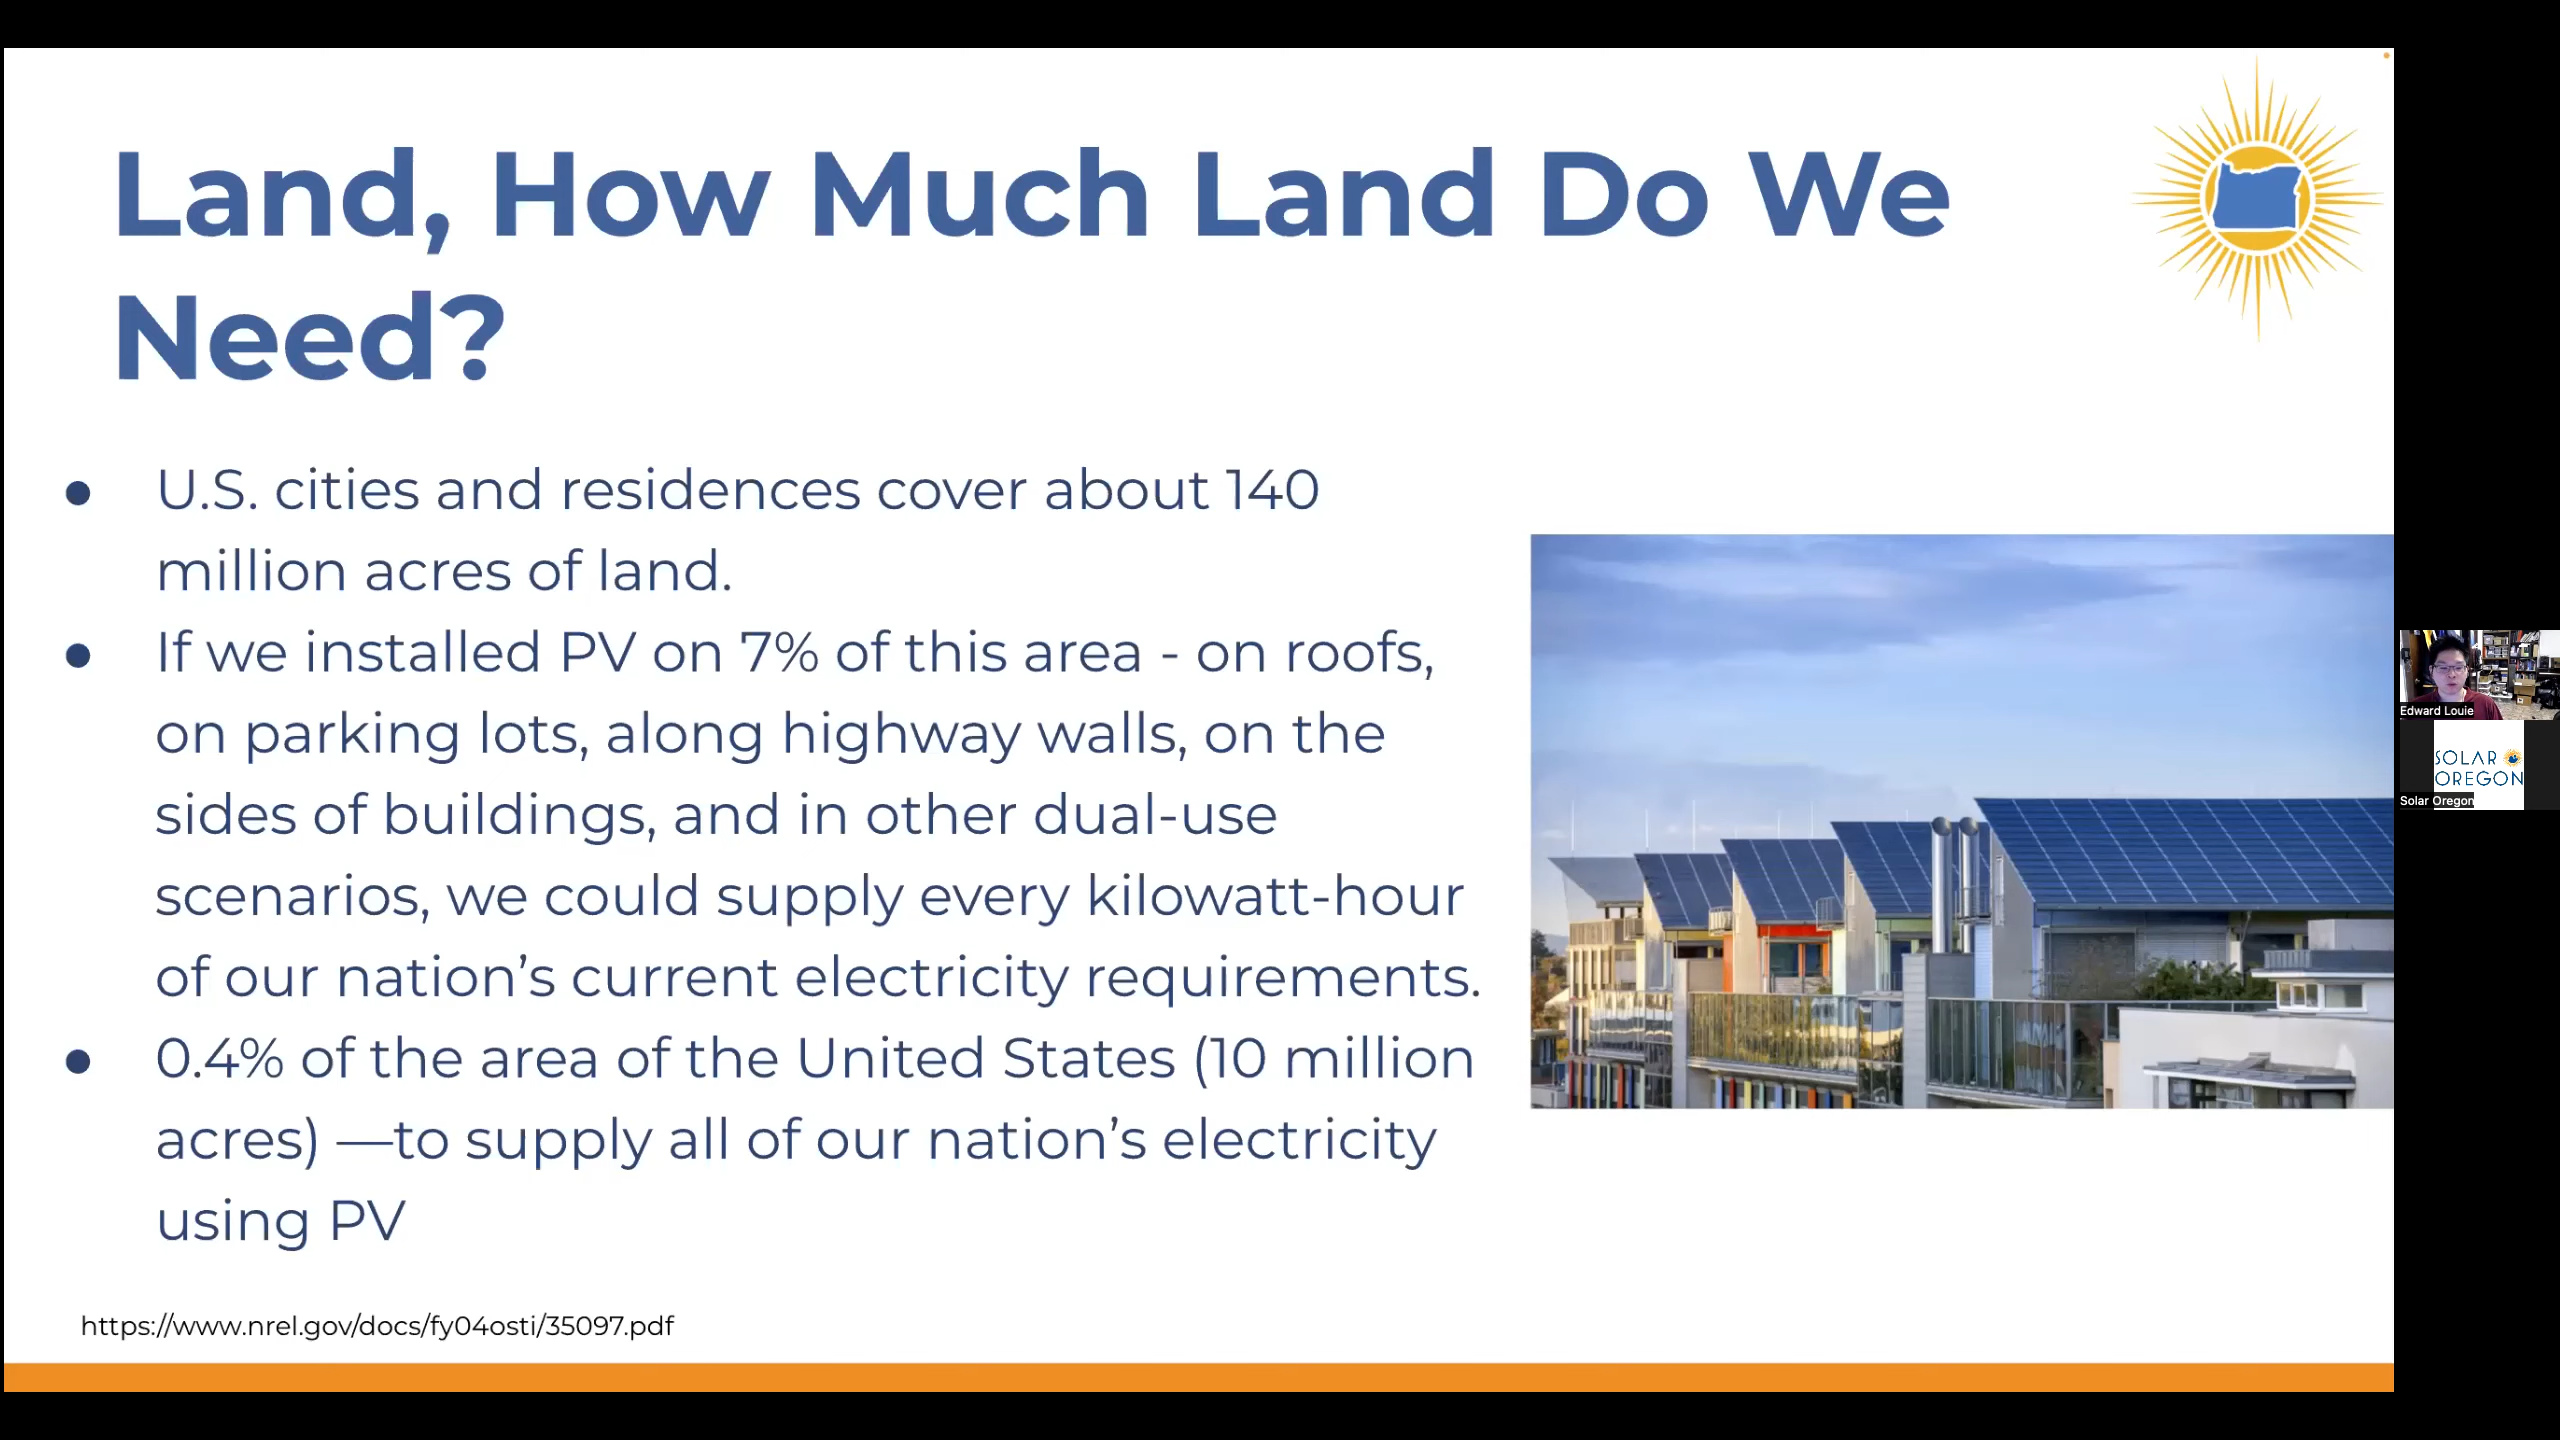 Land, How Much Land Do We
Need?
● U.S. cities and residences cover about 140
million acres of land.
● If we installed PV on 7% of this area - on roofs,
on parking lots, along highway walls, on the
sides of buildings, and in other dual-use
scenarios, we could supply every kilowatt-hour
of our nation’s current electricity requirements.
● 0.4% of the area of the United States (10 million
acres) —to supply all of our nation’s electricity
using PV
https://www.nrel.gov/docs/fy04osti/35097.pdf
Edward Louie
SOLAR
OREGON
Solar Oregon